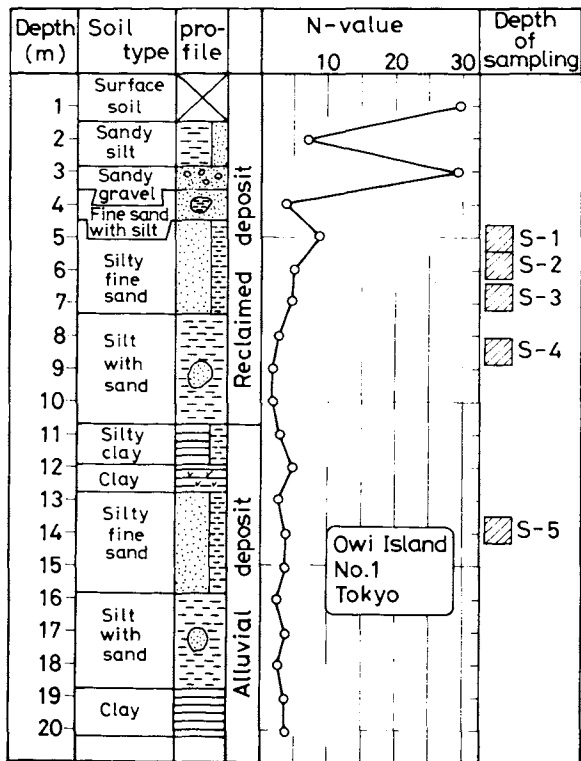 Depth
(m)
Soil
type
pro-
file
N-value
Depth
of
sampling
0
10
20
30
Surface
soil
Sandy
silt
Sandy
gravel
Fine sand
with silt
Silty
fine
sand
Silt
with
sand
Silty
clay
Clay
Silty
fine
sand
Silt
with
sand
Clay
1
2
3
4
5
6
7
8
9
10
11
12
13
14
15
16
17
18
19
20
Reclaimed deposit
Alluvial deposit
S-1
S-2
S-3
S-4
S-5
Owi Island
No.1
Tokyo